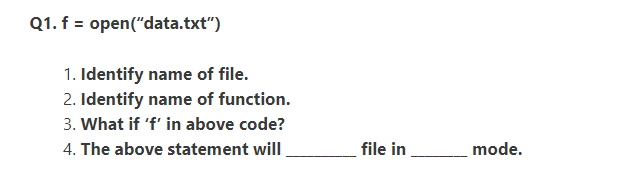 Q1. f = open(“data.txt”)
1. Identify name of file.
2. Identify name of function.
3. What if ‘f’ in above code?
4. The above statement will __________ file in ________ mode.